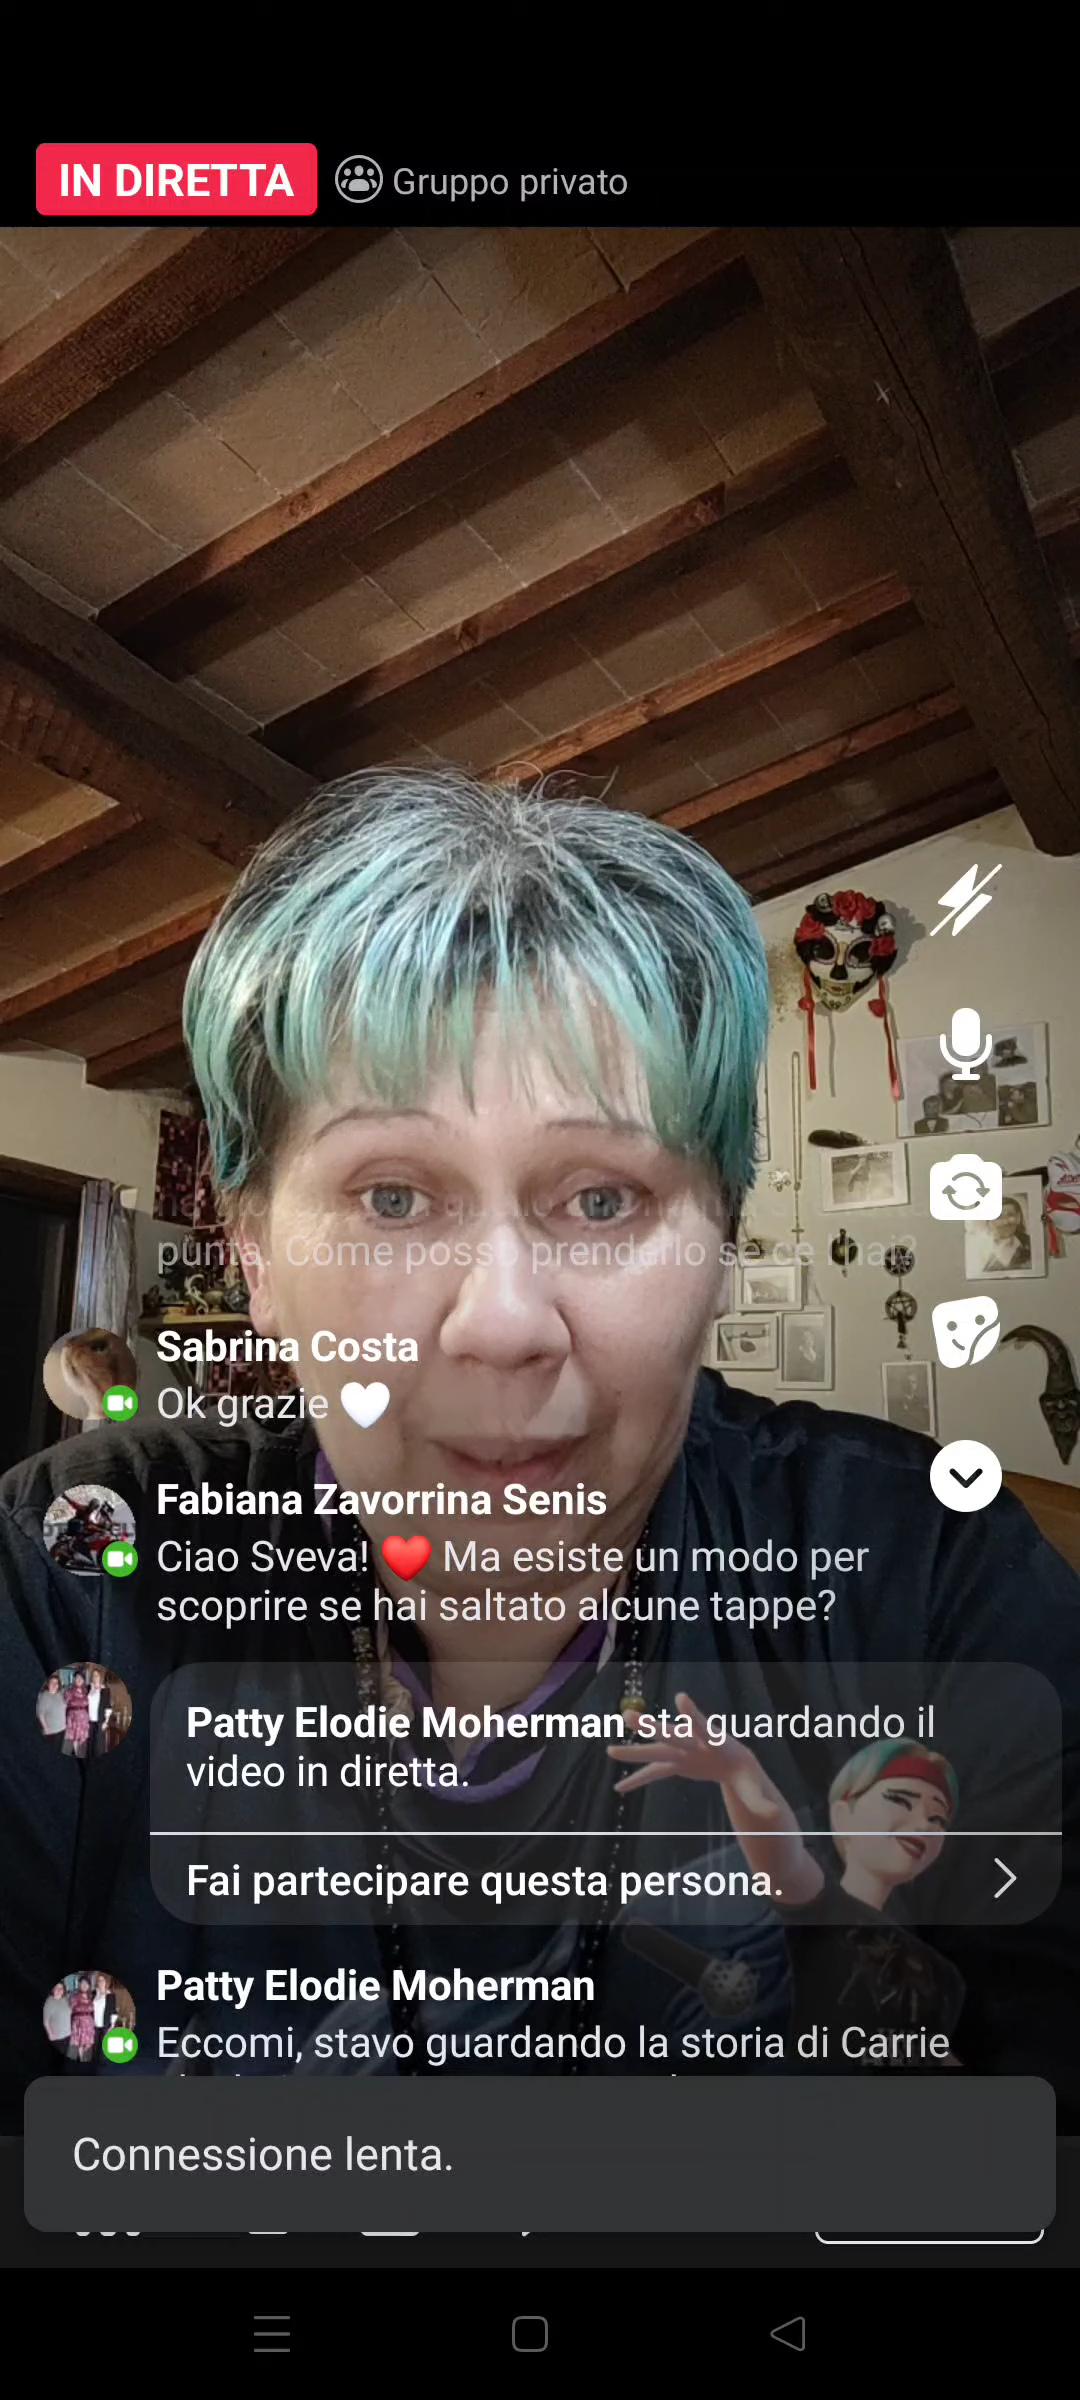 IN DIRETTA
Gruppo privato
punta. Come posso prenderlo se ce l'hai?
Sabrina Costa
Ok grazie 🤍
Fabiana Zavorrina Senis
Ciao Sveva! ❤️ Ma esiste un modo per
scoprire se hai saltato alcune tappe?
Patty Elodie Moherman sta guardando il
video in diretta.
Fai partecipare questa persona.
Patty Elodie Moherman
Eccomi, stavo guardando la storia di Carrie
Connessione lenta.